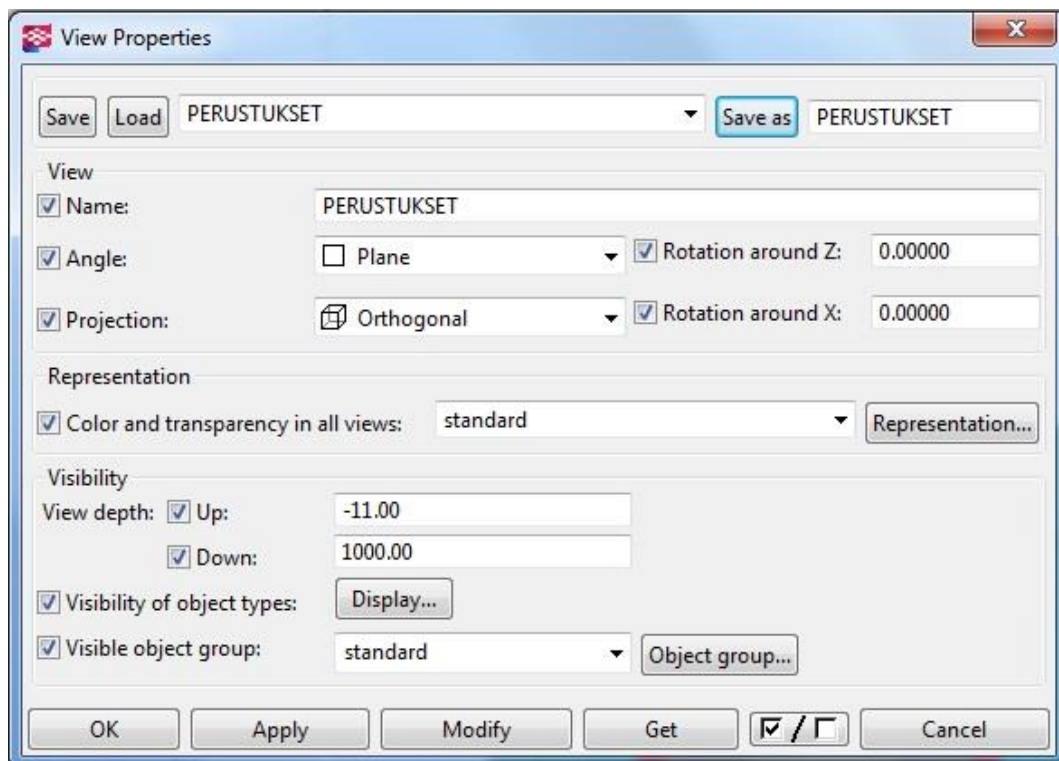 View Properties
Save Load PERUSTUKSET Save as PERUSTUKSET
View
Name: PERUSTUKSET
Angle: Plane Rotation around Z: 0.00000
Projection: Orthogonal Rotation around X: 0.00000
Representation
Color and transparency in all views: standard Representation...
Visibility
View depth: Up: -11.00
Down: 1000.00
Visibility of object types: Display...
Visible object group: standard Object group...
OK Apply Modify Get / Cancel